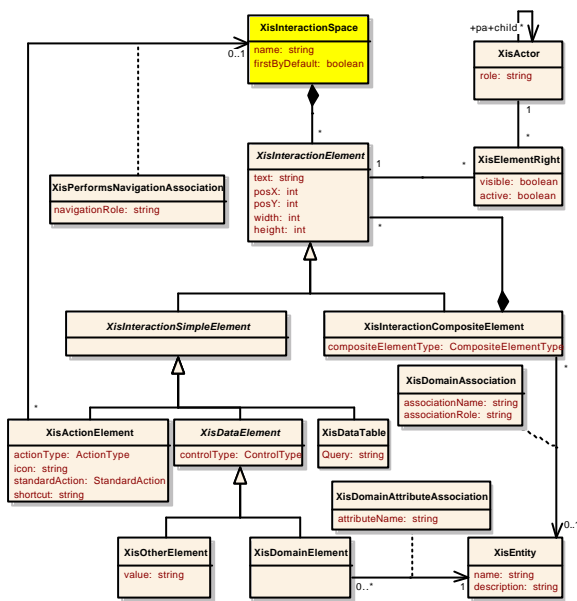 XisInteractionSpace
name: string
firstByDefault: boolean
+pa+child *
XisActor
role: string
0..1
1
*
*
XisInteractionElement
text: string
posX: int
posY: int
width: int
height: int
1
*
*
XisElementRight
visible: boolean
active: boolean
XisPerformsNavigationAssociation
navigationRole: string
XisInteractionSimpleElement
XisInteractionCompositeElement
compositeElementType: CompositeElementType
*
XisDomainAssociation
associationName: string
associationRole: string
*
XisActionElement
actionType: ActionType
icon: string
standardAction: StandardAction
shortcut: string
XisDataElement
controlType: ControlType
XisDataTable
Query: string
XisDomainAttributeAssociation
attributeName: string
XisOtherElement
value: string
XisDomainElement
0..*
1
XisEntity
name: string
description: string